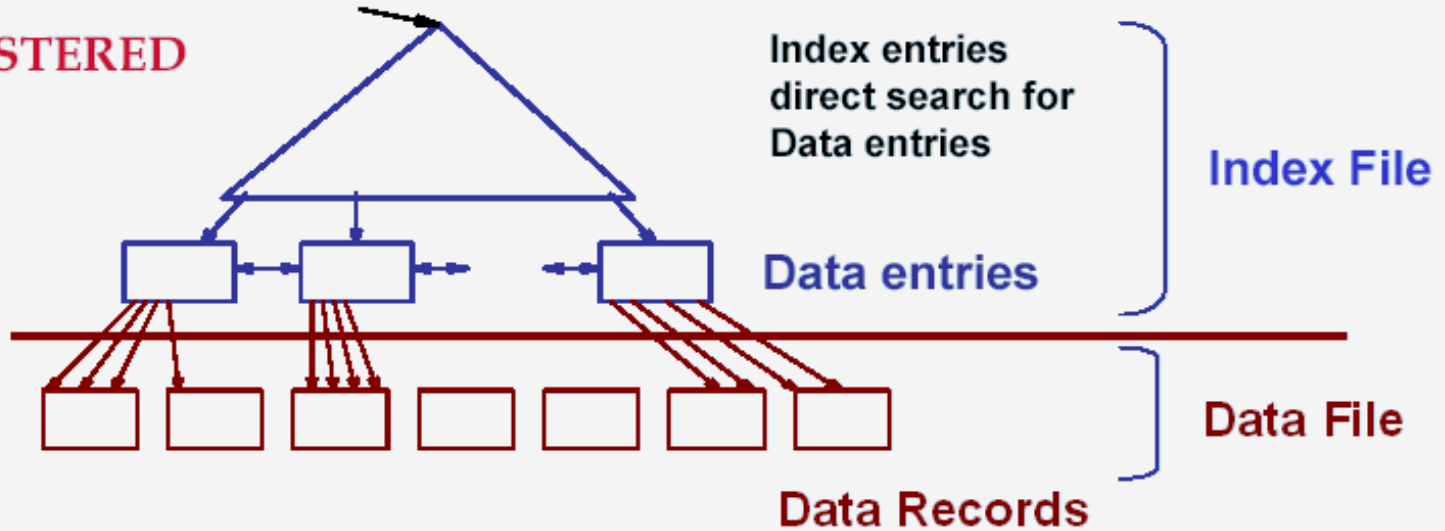 STERED
Index entries
direct search for
Data entries
Index File
Data entries
Data File
Data Records